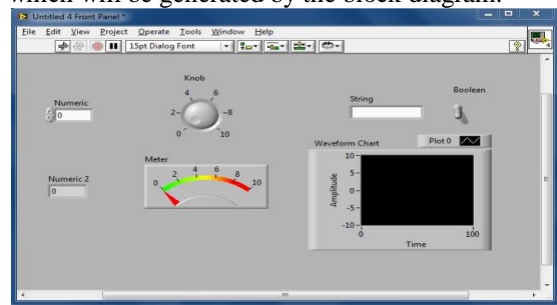 which will be generated by the block diagram.
Untitled 4 Front Panel *
File Edit View Project Operate Tools Window Help
15pt Dialog Font
4
Knob
4 6
2 8
0 10
Numeric
0
String
Boolean
Waveform Chart
Plot 0
Meter
0 2 4 6 8 10
Numeric 2
0
Amplitude
10
5
0
-5
-10
0 100
Time